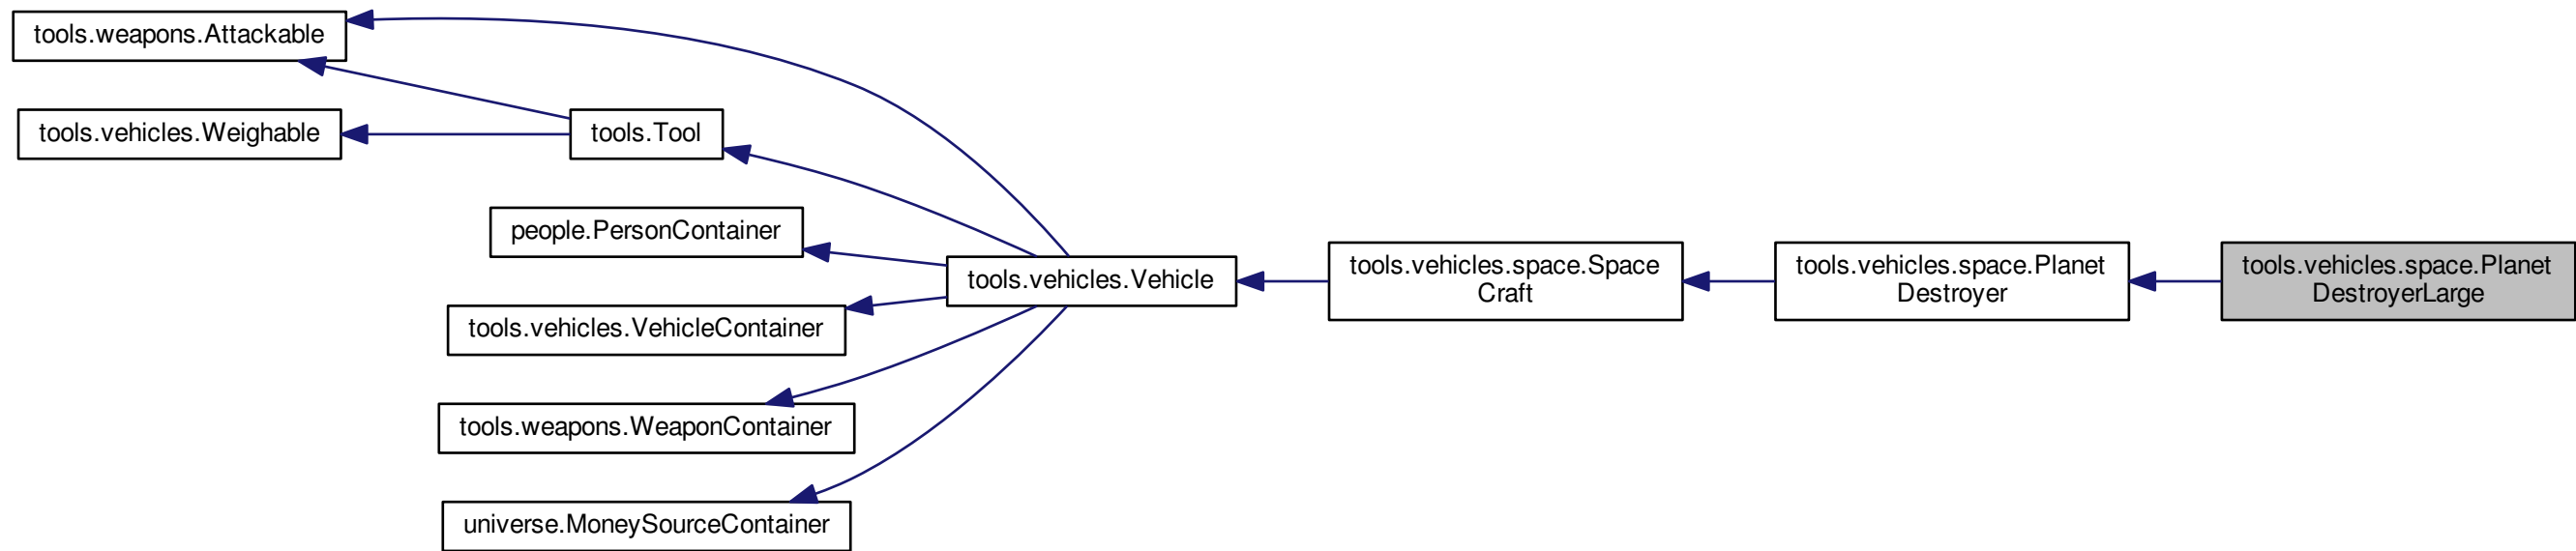 tools.weapons.Attackable
tools.vehicles.Weighable
tools.Tool
people.PersonContainer
tools.vehicles.VehicleContainer
tools.weapons.WeaponContainer
universe.MoneySourceContainer
tools.vehicles.Vehicle
tools.vehicles.space.Space
Craft
tools.vehicles.space.Planet
Destroyer
tools.vehicles.space.Planet
DestroyerLarge